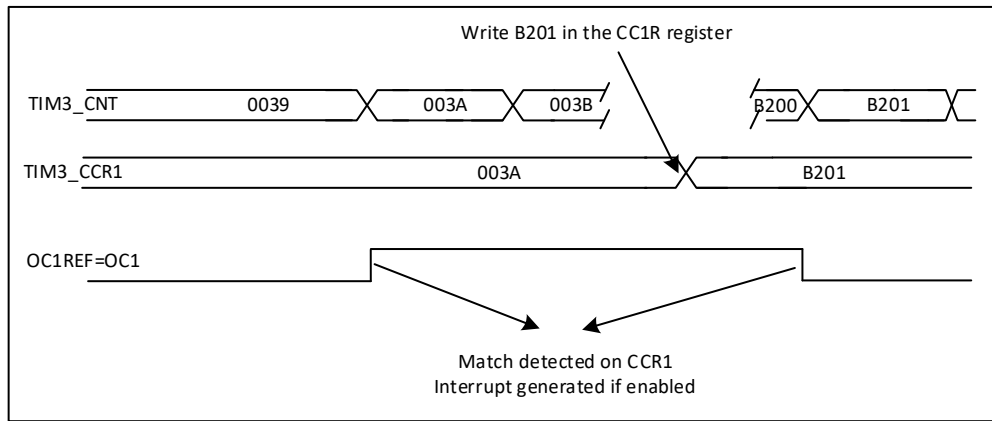 Write B201 in the CC1R register
TIM3_CNT 0039 003A 003B B200 B201
TIM3_CCR1 003A B201
OC1REF=OC1
Match detected on CCR1
Interrupt generated if enabled